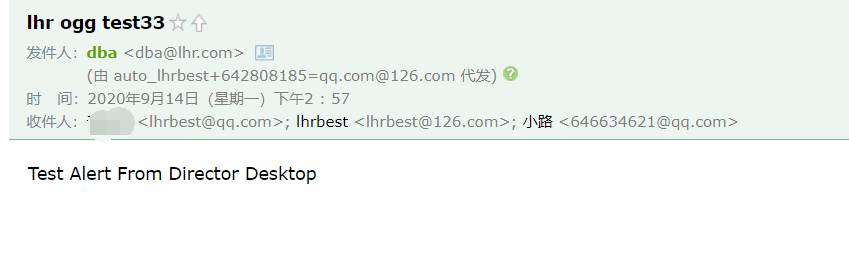 lhr ogg test33
发件人：dba <dba@lhr.com>
(由 auto_lhrbest+642808185=qq.com@126.com 代发)
时　间：2020年9月14日（星期一）下午2：57
收件人： <lhrbest@qq.com>; lhrbest <lhrbest@126.com>; 小路 <646634621@qq.com>
Test Alert From Director Desktop